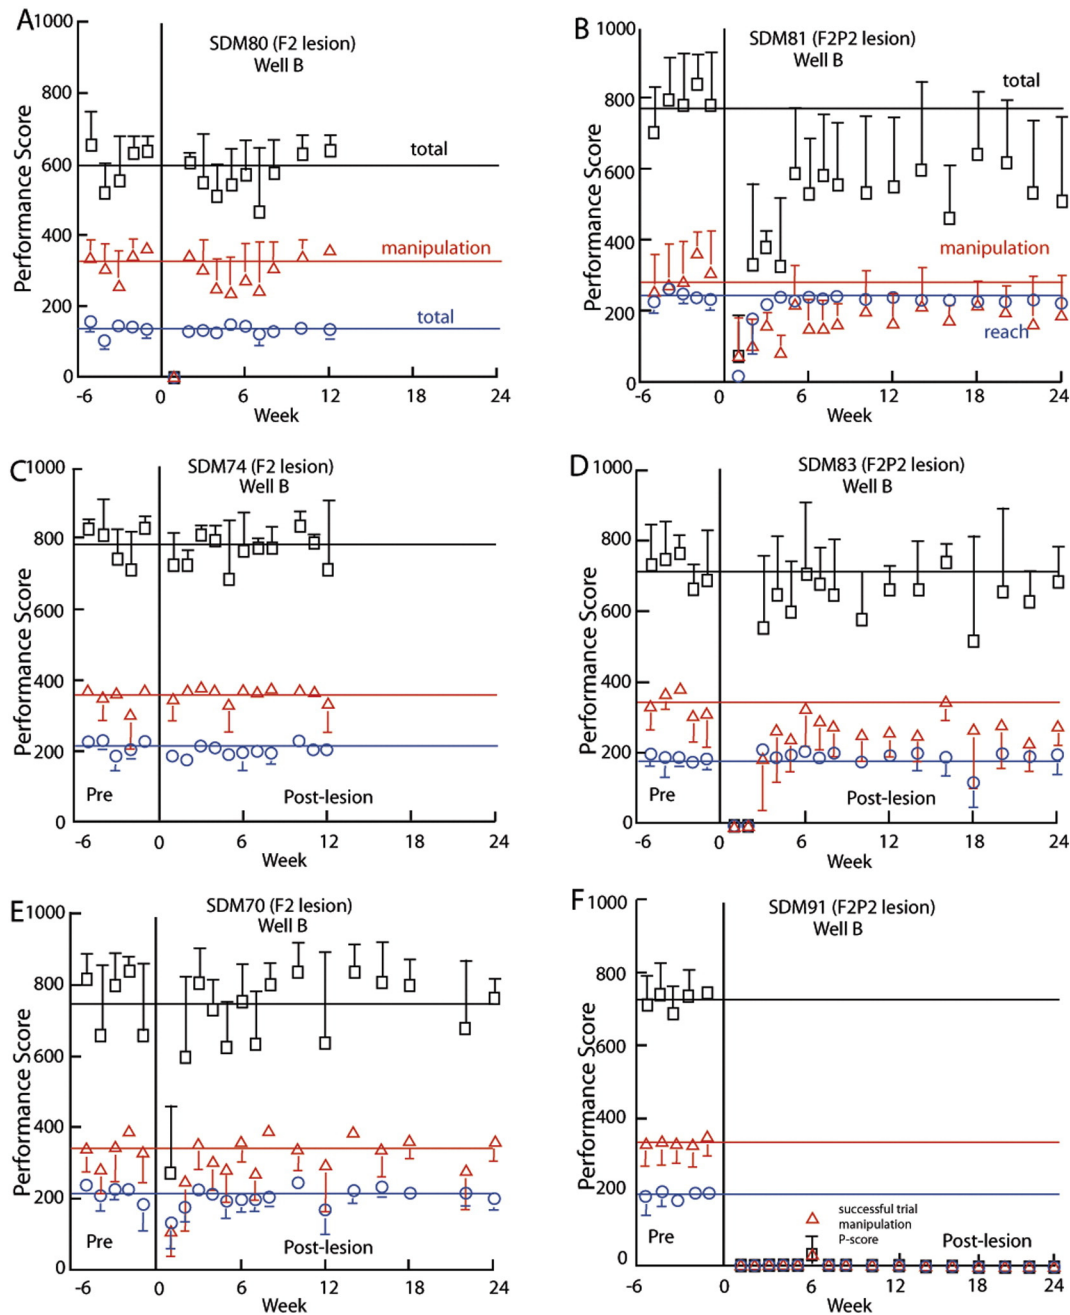 A
SDM80 (F2 lesion)
Well B
Performance Score
1000
800
600
400
200
0
total
manipulation
total
-6 0 6 12 18 24
Week
B
SDM81 (F2P2 lesion)
Well B
Performance Score
1000
800
600
400
200
0
total
manipulation
reach
-6 0 6 12 18 24
Week
C
SDM74 (F2 lesion)
Well B
Performance Score
1000
800
600
400
200
0
Pre Post-lesion
0 6 12 18 24
Week
D
SDM83 (F2P2 lesion)
Well B
Performance Score
1000
800
600
400
200
0
Pre Post-lesion
-6 0 6 12 18 24
Week
E
SDM70 (F2 lesion)
Well B
Performance Score
1000
800
600
400
200
0
Pre Post-lesion
-6 0 6 12 18 24
Week
F
SDM91 (F2P2 lesion)
Well B
Performance Score
1000
800
600
400
200
0
successful trial
manipulation
P-score
Pre Post-lesion
-6 0 6 12 18 24
Week